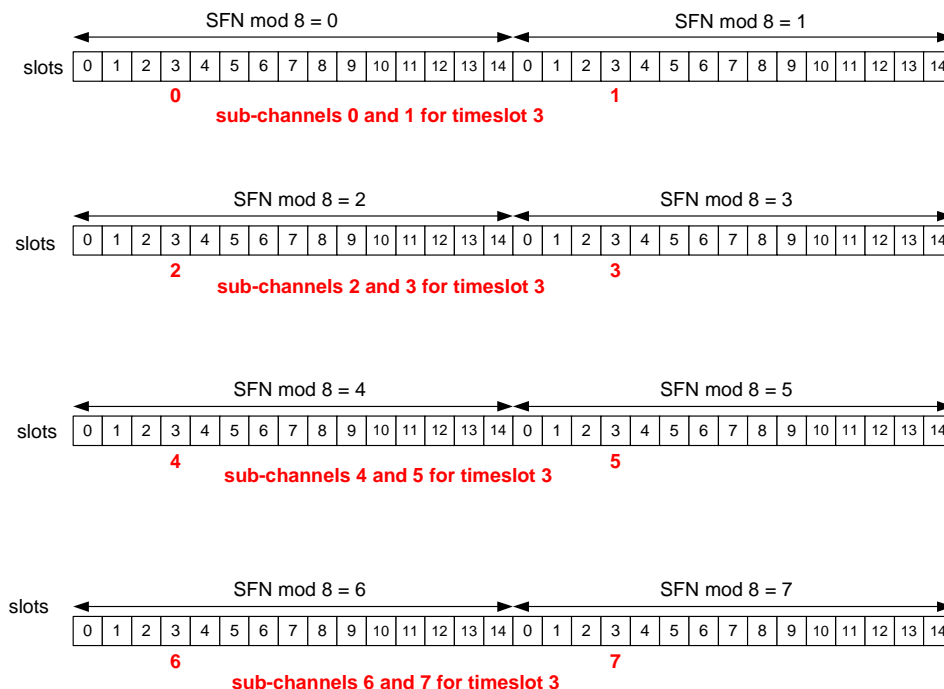 SFN mod 8 = 0 SFN mod 8 = 1
slots 0 1 2 3 4 5 6 7 8 9 10 11 12 13 14 0 1 2 3 4 5 6 7 8 9 10 11 12 13 14
0 1
sub-channels 0 and 1 for timeslot 3
SFN mod 8 = 2 SFN mod 8 = 3
slots 0 1 2 3 4 5 6 7 8 9 10 11 12 13 14 0 1 2 3 4 5 6 7 8 9 10 11 12 13 14
2 3
sub-channels 2 and 3 for timeslot 3
SFN mod 8 = 4 SFN mod 8 = 5
slots 0 1 2 3 4 5 6 7 8 9 10 11 12 13 14 0 1 2 3 4 5 6 7 8 9 10 11 12 13 14
4 5
sub-channels 4 and 5 for timeslot 3
SFN mod 8 = 6 SFN mod 8 = 7
slots
0 1 2 3 4 5 6 7 8 9 10 11 12 13 14 0 1 2 3 4 5 6 7 8 9 10 11 12 13 14
6 7
sub-channels 6 and 7 for timeslot 3